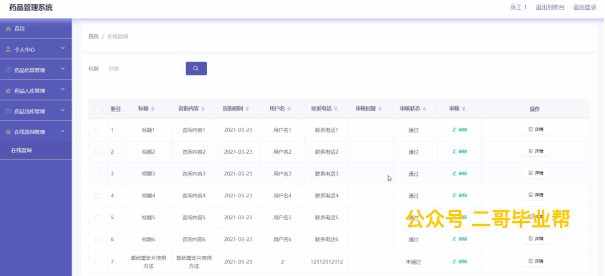 药品管理系统
员工 1 退出到前台 退出登录
首页
首页 / 在线咨询
个人中心
药品信息管理
标题 标题
药品入库管理
药品出库管理
在线咨询管理
在线咨询
索引 标题 咨询内容 咨询时间 用户名 联系电话 审核回复 审核状态 审核 操作
1 标题1 咨询内容1 2021-03-23 用户名1 联系电话1 通过 审核 详情
2 标题2 咨询内容2 2021-03-23 用户名2 联系电话2 通过 审核 详情
3 标题3 咨询内容3 2021-03-23 用户名3 联系电话3 通过 审核 详情
4 标题4 咨询内容4 2021-03-23 用户名4 联系电话4 通过 审核 详情
5 标题5 咨询内容5 2021-03-23 用户名5 联系电话5 通过 审核 详情
公众号 二哥毕业帮
6 标题6 咨询内容6 2021-03-23 用户名6 联系电话6 通过 审核 详情
7 2021-03-23 2 12312312312 未通过 审核 详情
方法 方法